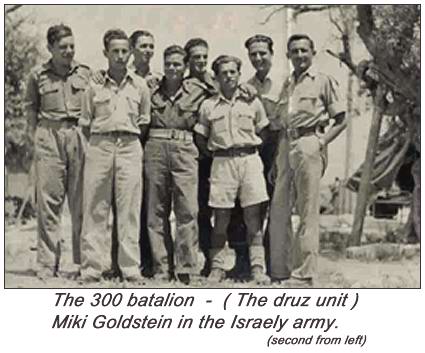 The 300 batalion - ( The druz unit )
Miki Goldstein in the Israely army.
(second from left)